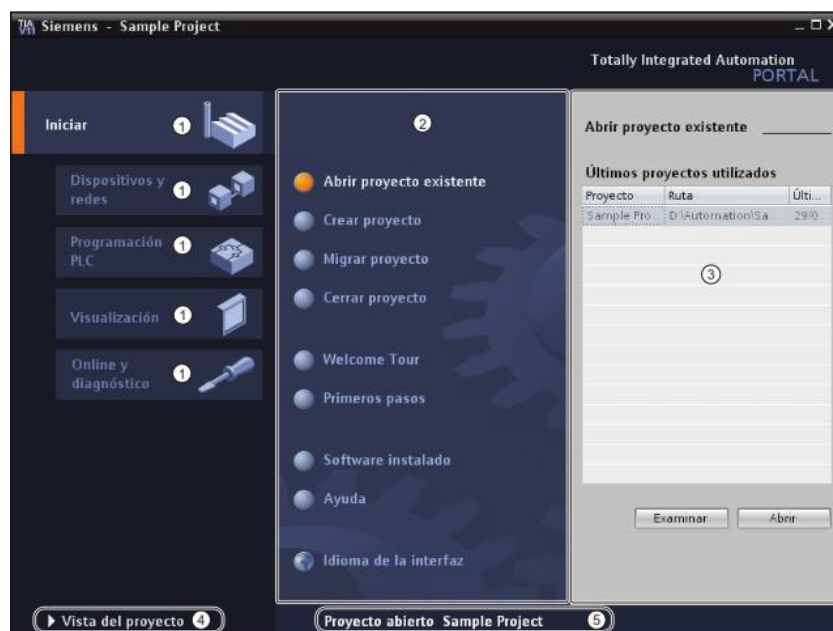 Siemens - Sample Project
Totally Integrated Automation
PORTAL
Iniciar 1
Dispositivos y
redes 1
Programación
PLC 1
Visualización 1
Online y
diagnóstico 1
2
Abrir proyecto existente
Crear proyecto
Migrar proyecto
Cerrar proyecto
Welcome Tour
Primeros pasos
Software instalado
Ayuda
Idioma de la interfaz
Abrir proyecto existente
Últimos proyectos utilizados
Proyecto Ruta Últi...
Sample Pro... D:\Automation\Sa... 29/0...
3
Examinar Abrir
Vista del proyecto 4
Proyecto abierto Sample Project 5